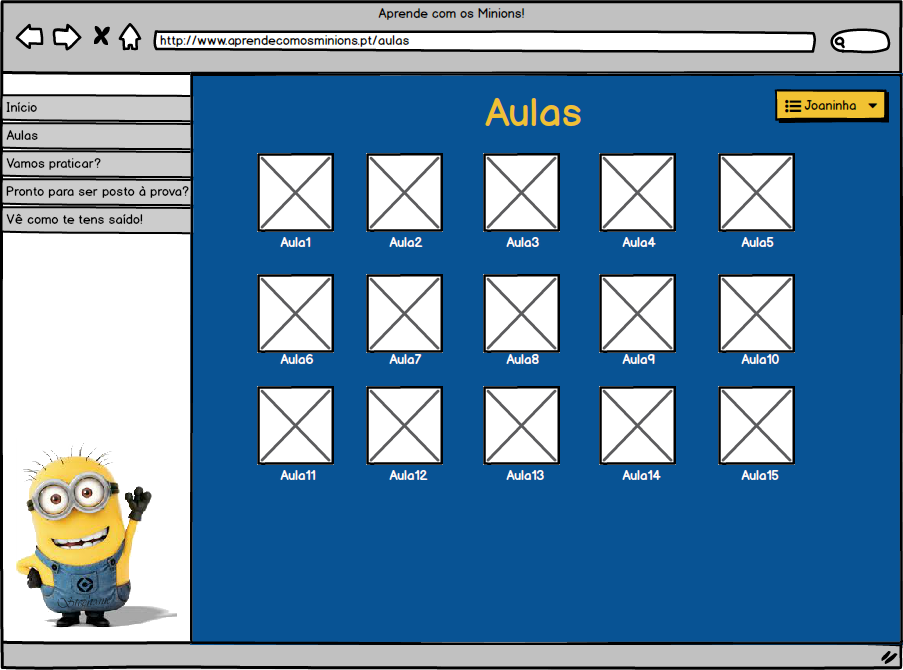 Aprende com os Minions!
http://www.aprendecomosminions.pt/aulas
Início
Aulas
Vamos praticar?
Pronto para ser posto à prova?
Vê como te tens saído!
Aulas
Joaninha
Aula1 Aula2 Aula3 Aula4 Aula5
Aula6 Aula7 Aula8 Aula9 Aula10
Aula11 Aula12 Aula13 Aula14 Aula15